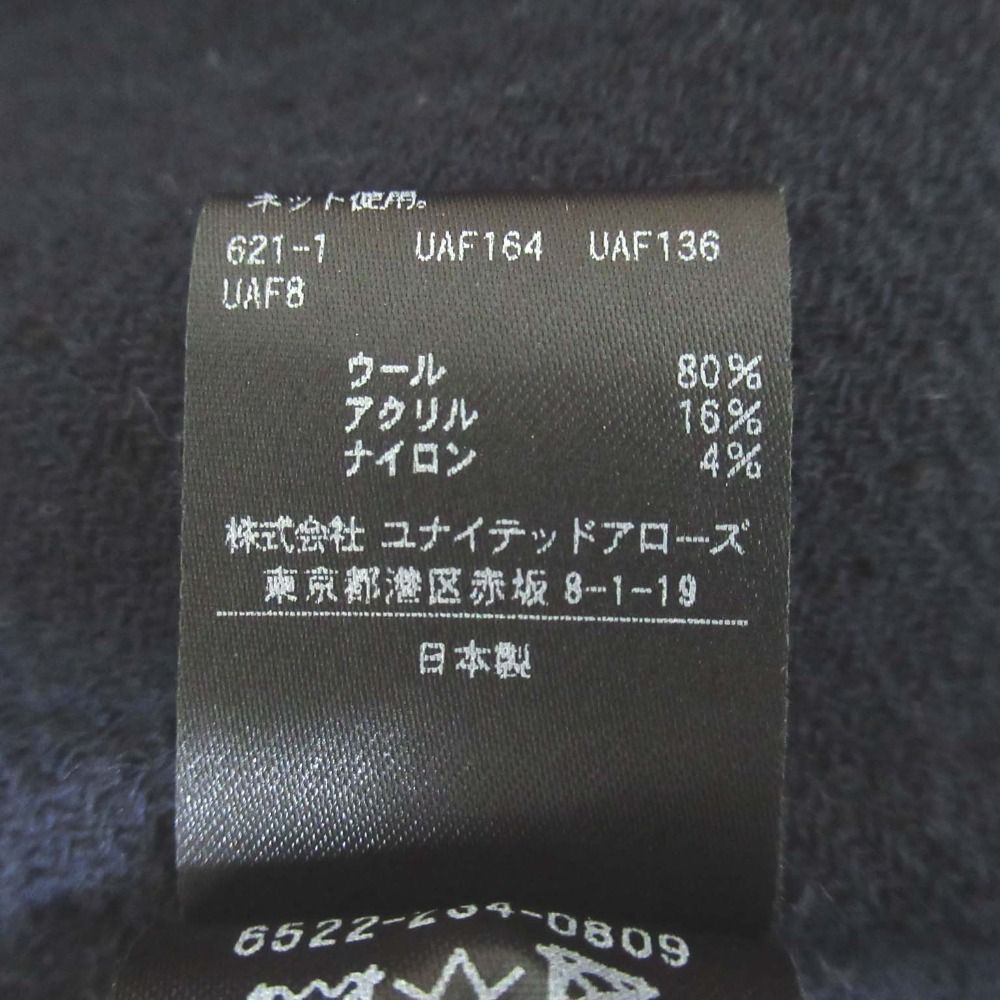 ネット使用。
621-1 UAF164 UAF136
UAF8
ウール 80%
アクリル 16%
ナイロン 4%
株式会社 ユナイテッドアローズ
東京都港区赤坂 8-1-19
日本製
6522-264-0809